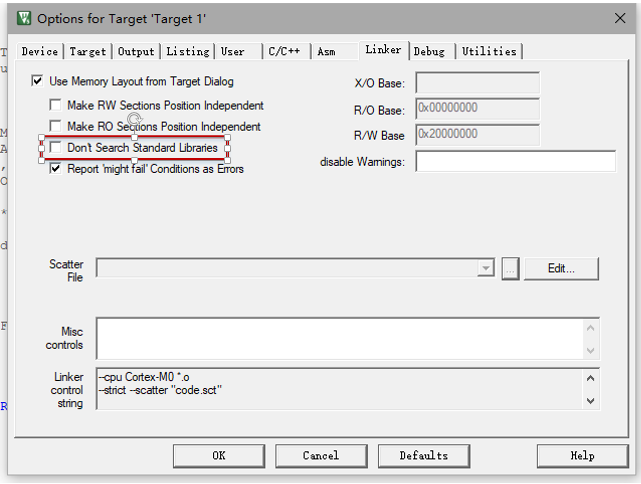 Options for Target 'Target 1'
Device Target Output Listing User C/C++ Asm Linker Debug Utilities
Use Memory Layout from Target Dialog
X/O Base:
Make RW Sections Position Independent
R/O Base: 0x00000000
Make RO Sections Position Independent
R/W Base 0x20000000
Don't Search Standard Libraries
disable Warnings:
Report 'might fail' Conditions as Errors
Scatter
File
... Edit...
Misc
controls
Linker
control
string
--cpu Cortex-M0 *.o
--strict --scatter "code.sct"
OK Cancel Defaults Help